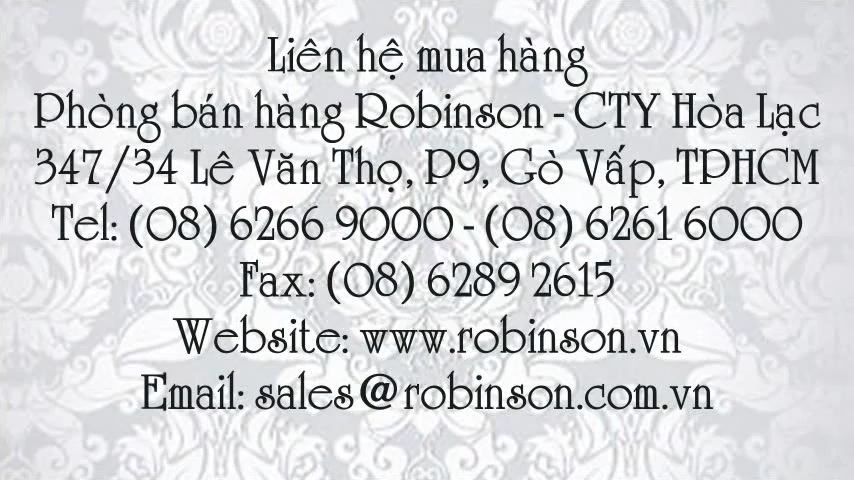 Liên hệ mua hàng
Phòng bán hàng Robinson - CTY Hòa Lạc
347/34 Lê Văn Thọ, P9, Gò Vấp, TPHCM
Tel: (08) 6266 9000 - (08) 6261 6000
Fax: (08) 6289 2615
Website: www.robinson.vn
Email: sales@robinson.com.vn